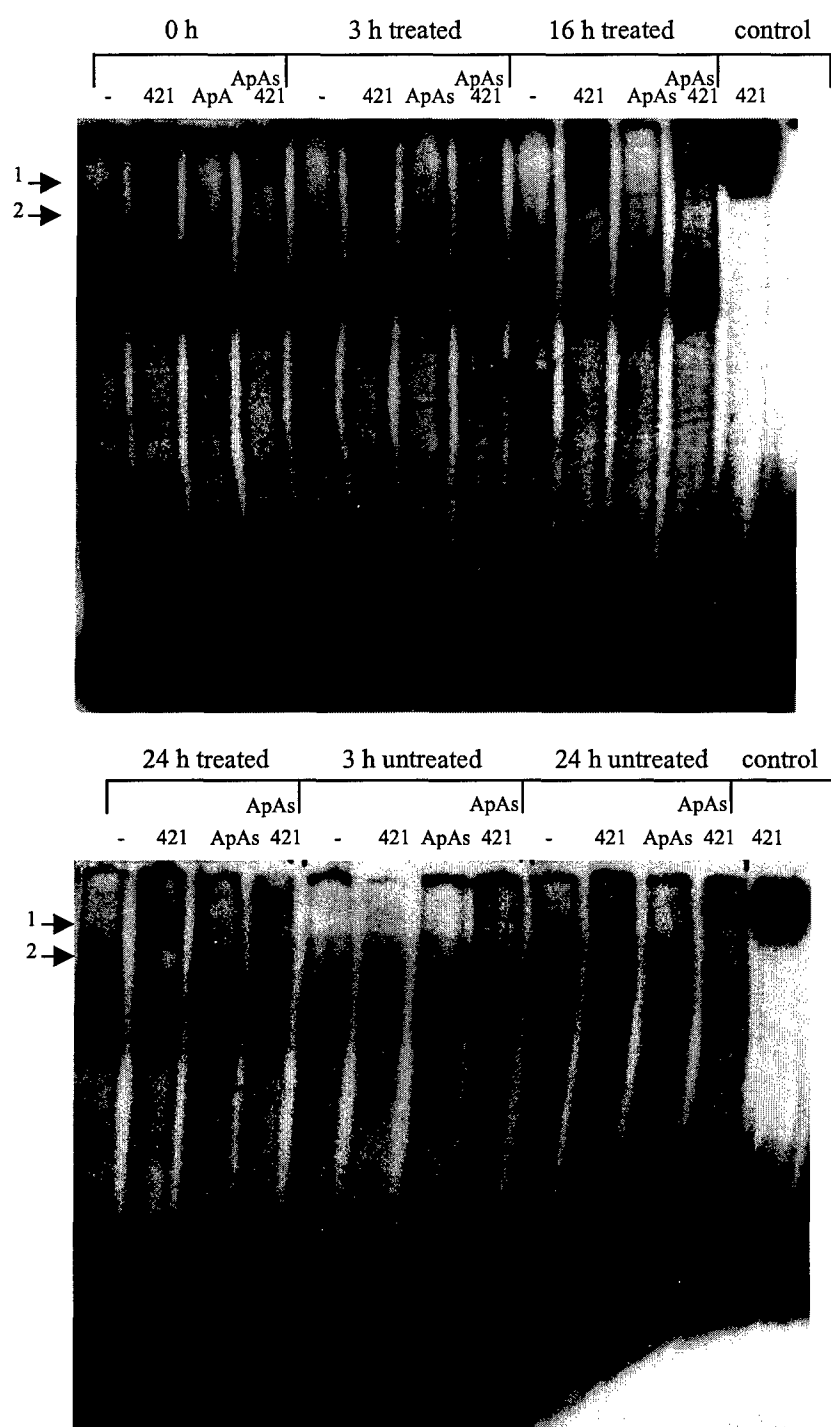 0 h 3 h treated 16 h treated control
ApAs ApAs ApAs
- 421 ApA 421 - 421 ApAs 421 - 421 ApAs 421 421
1
2
24 h treated 3 h untreated 24 h untreated control
ApAs ApAs ApAs
- 421 ApAs 421 - 421 ApAs 421 - 421 ApAs 421 421
1
2